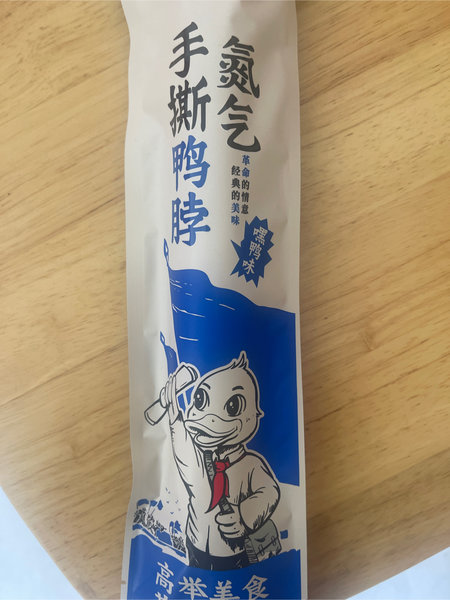 氮气
手撕鸭脖
革命的情意
经典的美味
嘿鸭味
高举美食